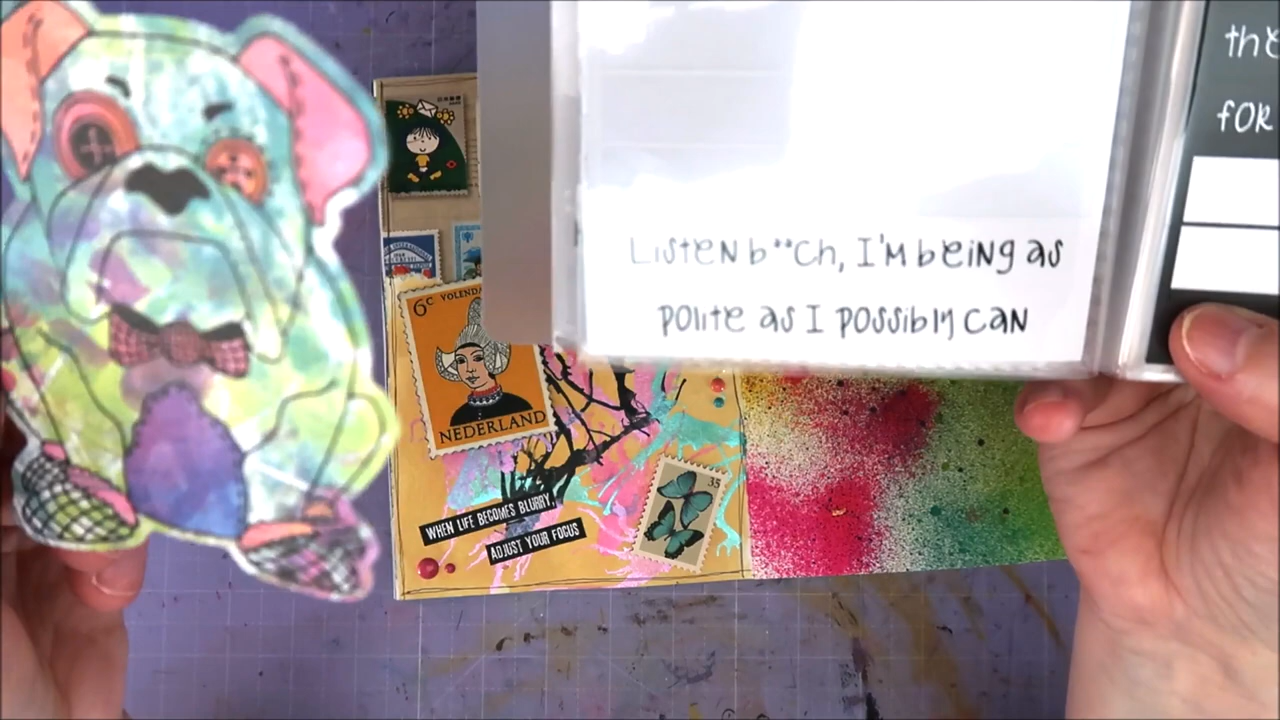 the
for
Listen b**ch, I'm being as
polite as I possibly can
6c VOLENDA
NEDERLAND
35
WHEN LIFE BECOMES BLURRY,
ADJUST YOUR FOCUS